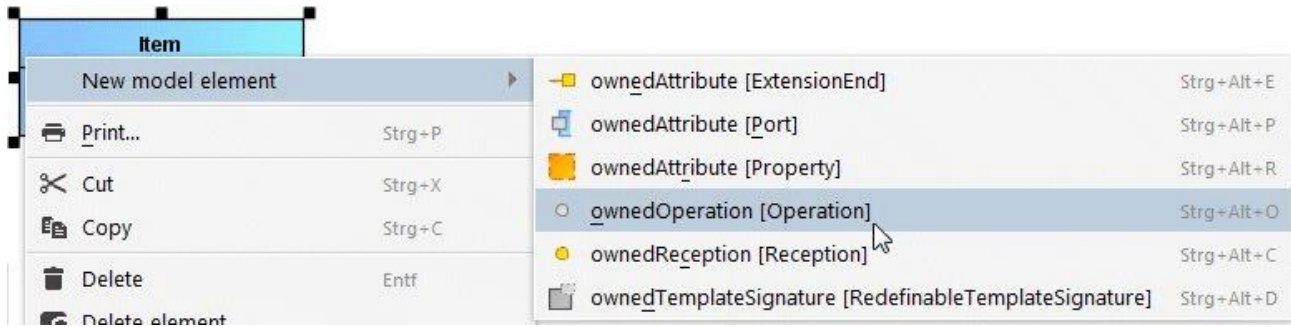 Item
New model element
Print... Strg+P
Cut Strg+X
Copy Strg+C
Delete Entf
Delete element
ownedAttribute [ExtensionEnd] Strg+Alt+E
ownedAttribute [Port] Strg+Alt+P
ownedAttribute [Property] Strg+Alt+R
ownedOperation [Operation] Strg+Alt+O
ownedReception [Reception] Strg+Alt+C
ownedTemplateSignature [RedefinableTemplateSignature] Strg+Alt+D